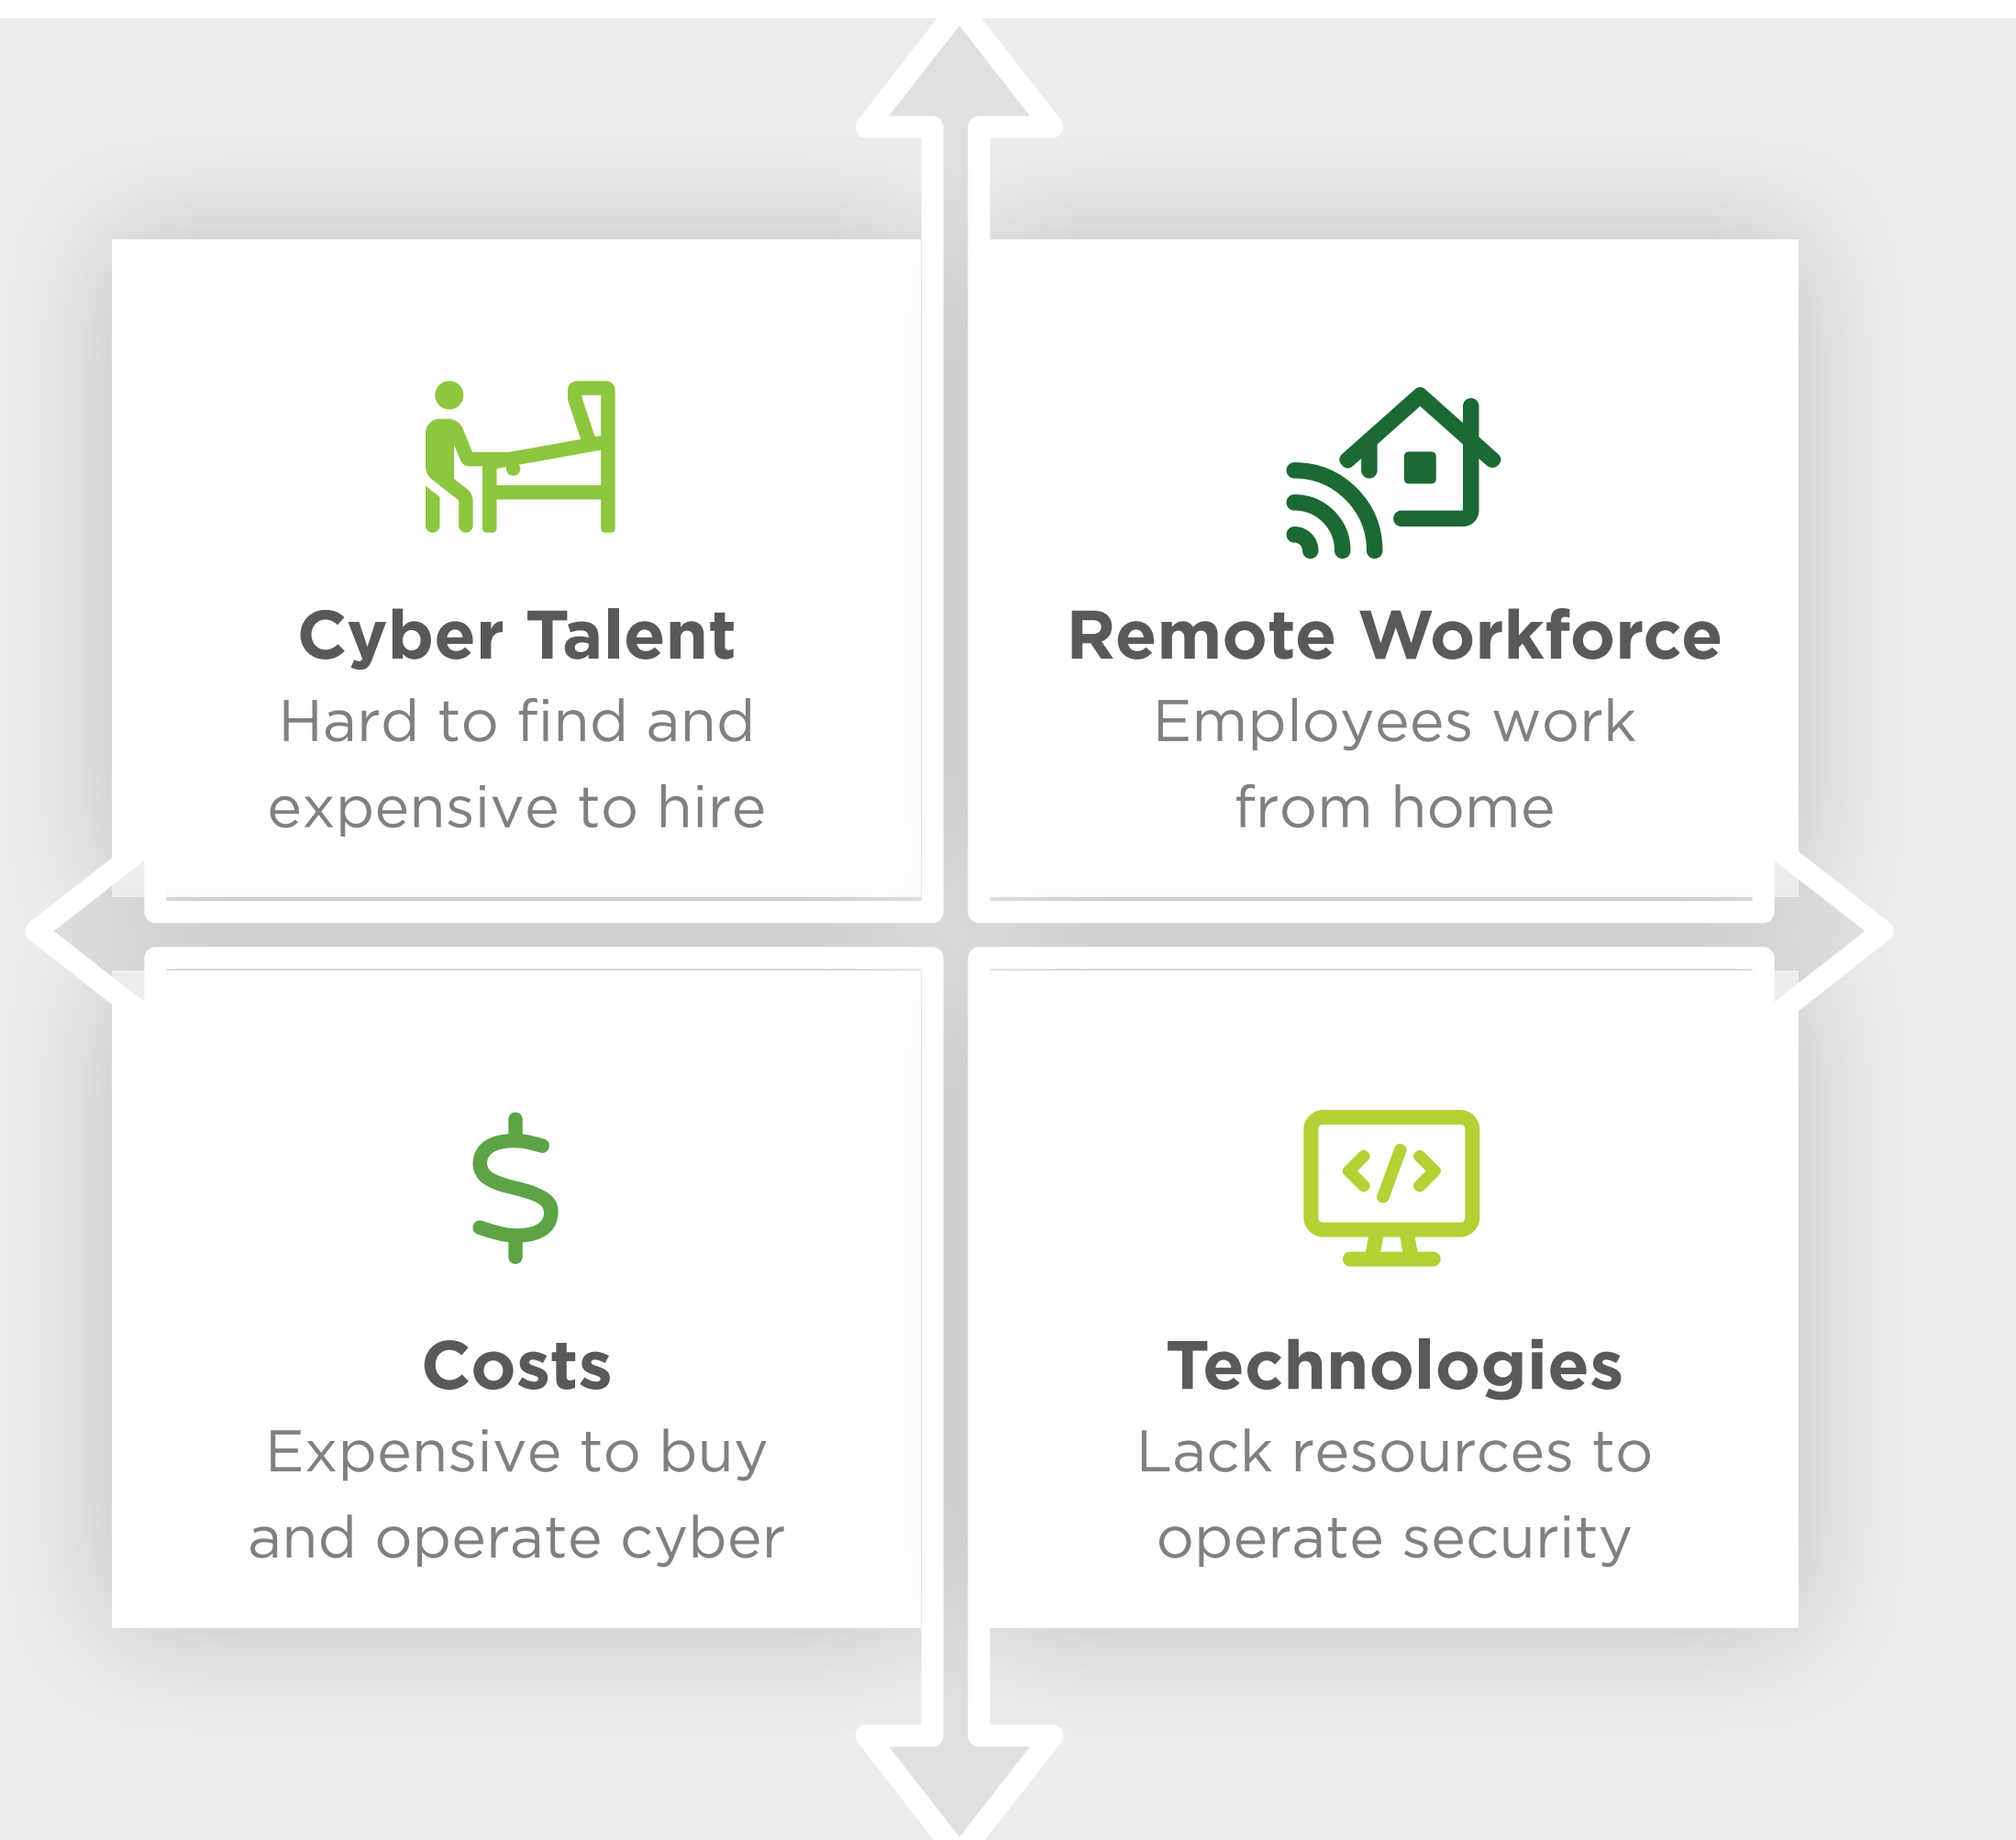 Cyber Talent
Hard to find and
expensive to hire
Remote Workforce
Employees work
from home
Costs
Expensive to buy
and operate cyber
Technologies
Lack resources to
operate security